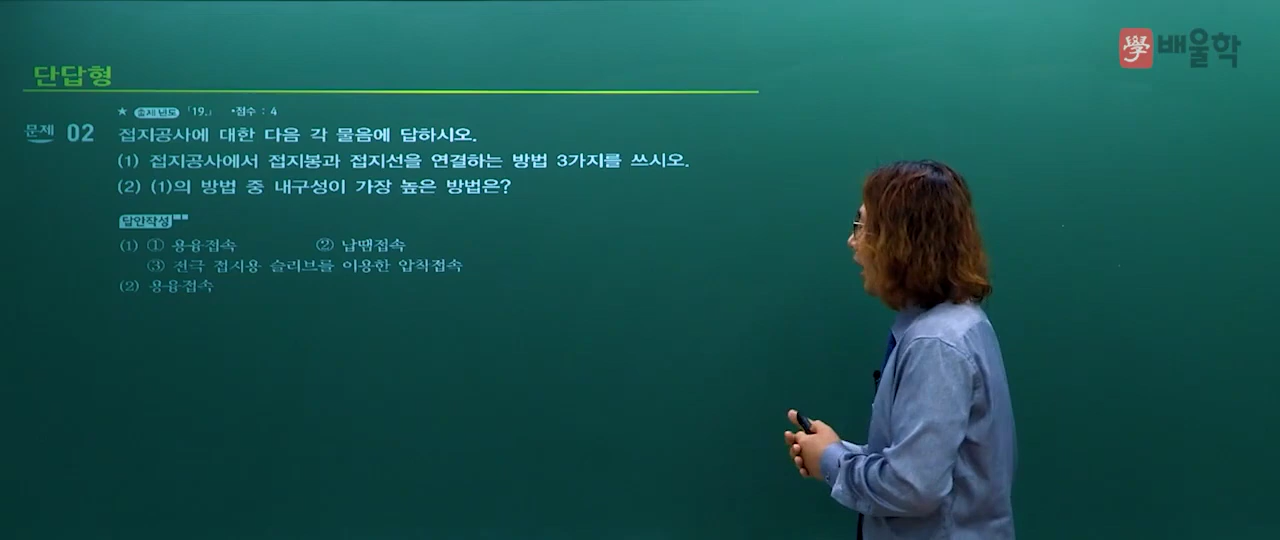 學 배울학
단답형
★ 출제년도 「19.」 •점수 : 4
문제 02 접지공사에 대한 다음 각 물음에 답하시오.
(1) 접지공사에서 접지봉과 접지선을 연결하는 방법 3가지를 쓰시오.
(2) (1)의 방법 중 내구성이 가장 높은 방법은?
답안작성
(1) ① 용융접속 ② 납땜접속
③ 전극 접지용 슬리브를 이용한 압착접속
(2) 용융접속